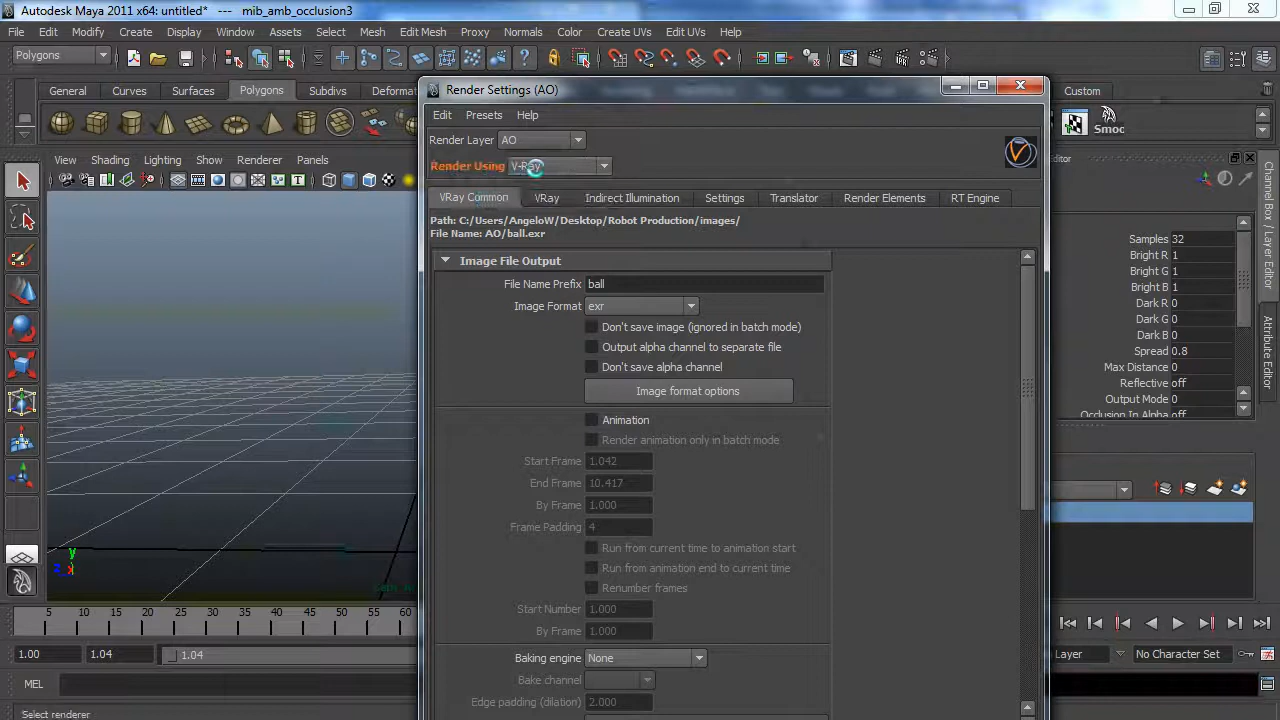 Autodesk Maya 2011 x64: untitled* --- mib_amb_occlusion3
File Edit Modify Create Display Window Assets Select Mesh Edit Mesh Proxy Normals Color Create UVs Edit UVs Help
Polygons
Render Settings (AO)
General Curves Surfaces Polygons Subdivs Deformat
Custom
Edit Presets Help
Smoc
Render Layer AO
View Shading Lighting Show Renderer Panels
Editor
Render Using V-Ray
VRay Common VRay Indirect Illumination Settings Translator Render Elements RT Engine
Path: C:/Users/AngeloW/Desktop/Robot Production/images/
File Name: AO/ball.exr
Image File Output
File Name Prefix ball
Image Format exr
Don't save image (ignored in batch mode)
Output alpha channel to separate file
Don't save alpha channel
Image format options
Animation
Render animation only in batch mode
Start Frame 1.042
End Frame 10.417
By Frame 1.000
Frame Padding 4
Run from current time to animation start
Run from animation end to current time
Renumber frames
Start Number 1.000
By Frame 1.000
Baking engine None
Bake channel
Edge padding (dilation) 2.000
Samples 32
Bright R 1
Bright G 1
Bright B 1
Dark R 0
Dark G 0
Dark B 0
Spread 0.8
Max Distance 0
Reflective off
Output Mode 0
Occlusion In Alpha off
Channel Box / Layer Editor
Attribute Editor
y
z x
5 10 15 20 25 30 35 40 45 50 55 60
1.00 1.04 1.04
Layer No Character Set
MEL
Select renderer